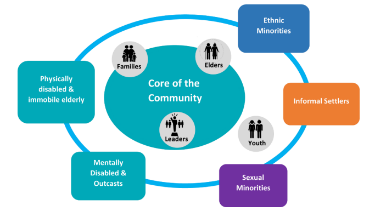 Ethnic
Minorities
Families
Elders
Physically
disabled &
immobile elderly
Core of the
Community
Informal Settlers
Leaders
Youth
Mentally
Disabled &
Outcasts
Sexual
Minorities